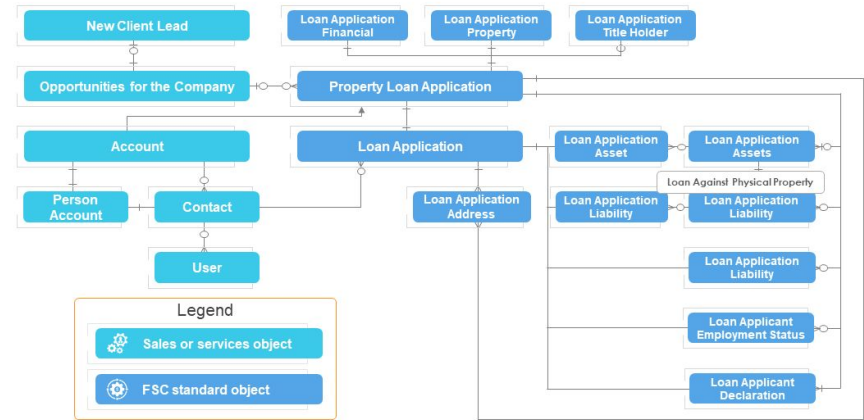 New Client Lead
Loan Application
Financial
Loan Application
Property
Loan Application
Title Holder
Opportunities for the Company
Property Loan Application
Account
Loan Application
Loan Application
Asset
Loan Application
Assets
Loan Against Physical Property
Person
Account
Contact
Loan Application
Address
Loan Application
Liability
Loan Application
Liability
User
Loan Application
Liability
Legend
Sales or services object
FSC standard object
Loan Applicant
Employment Status
Loan Applicant
Declaration